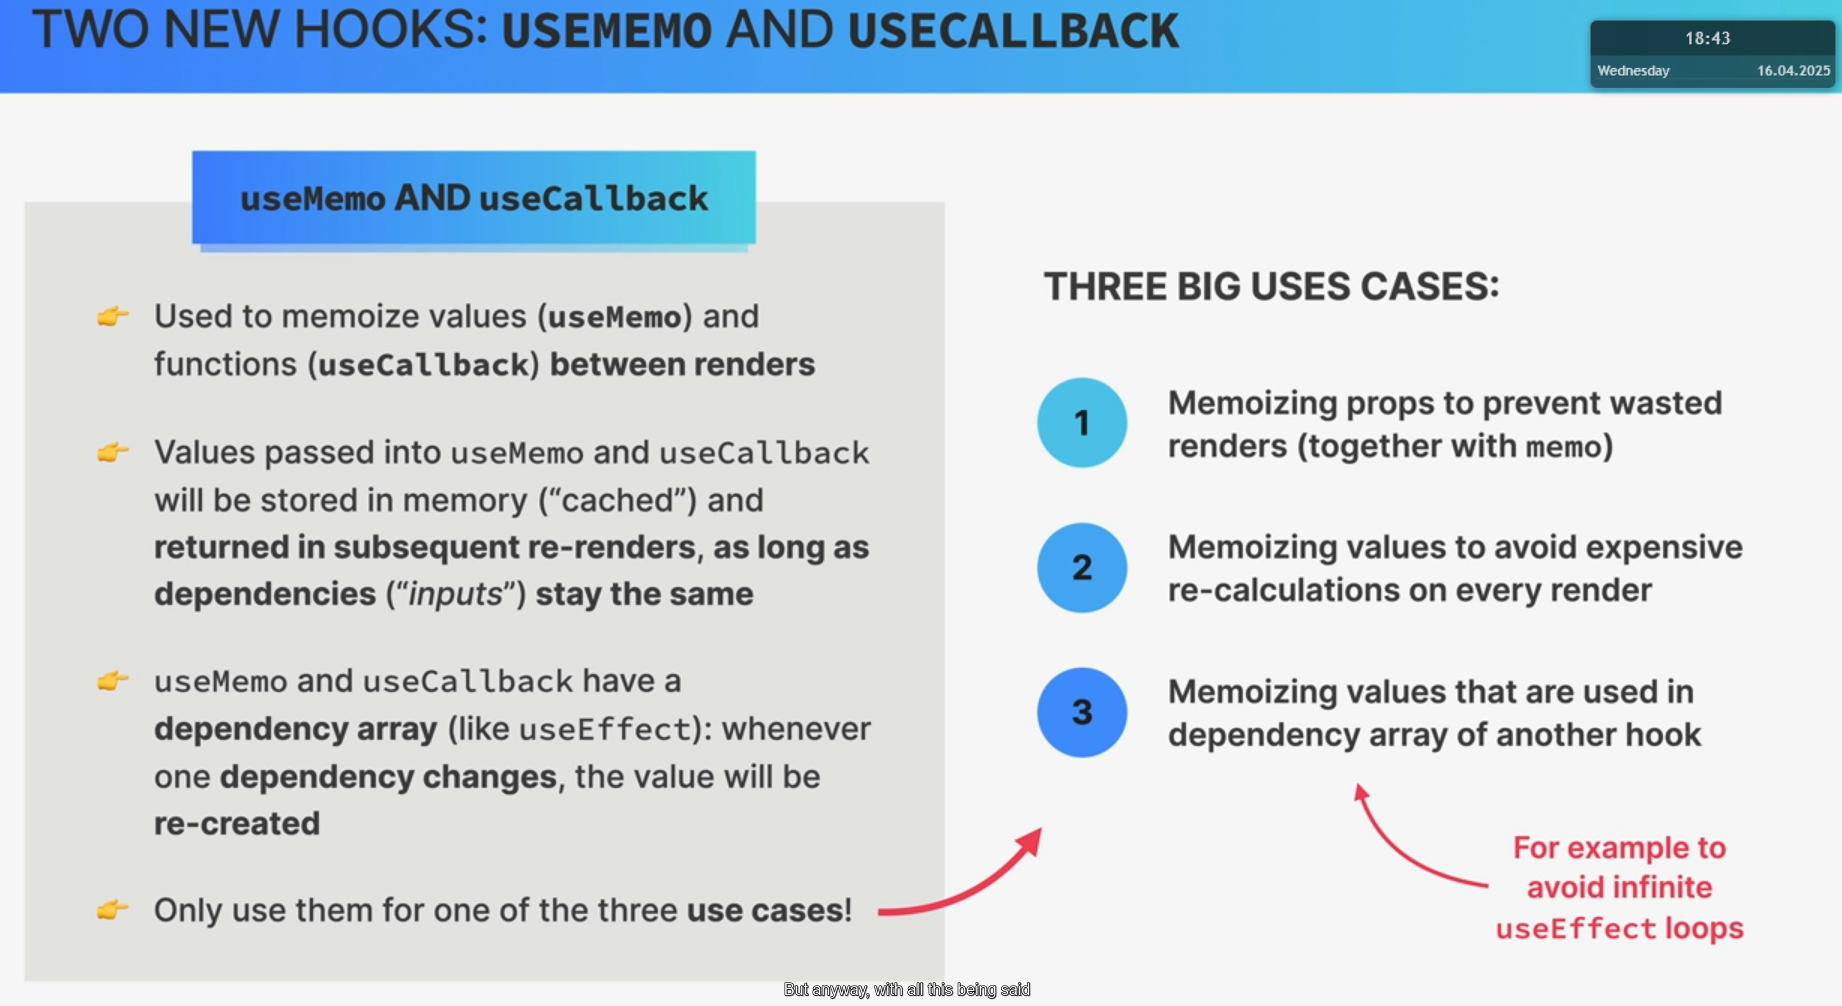 TWO NEW HOOKS: USEMEMO AND USECALLBACK
18:43
Wednesday 16.04.2025
useMemo AND useCallback
👉 Used to memoize values (useMemo) and
functions (useCallback) between renders
👉 Values passed into useMemo and useCallback
will be stored in memory (“cached”) and
returned in subsequent re-renders, as long as
dependencies (“inputs”) stay the same
👉 useMemo and useCallback have a
dependency array (like useEffect): whenever
one dependency changes, the value will be
re-created
👉 Only use them for one of the three use cases!
THREE BIG USES CASES:
1 Memoizing props to prevent wasted
renders (together with memo)
2 Memoizing values to avoid expensive
re-calculations on every render
3 Memoizing values that are used in
dependency array of another hook
For example to
avoid infinite
useEffect loops
But anyway, with all this being said